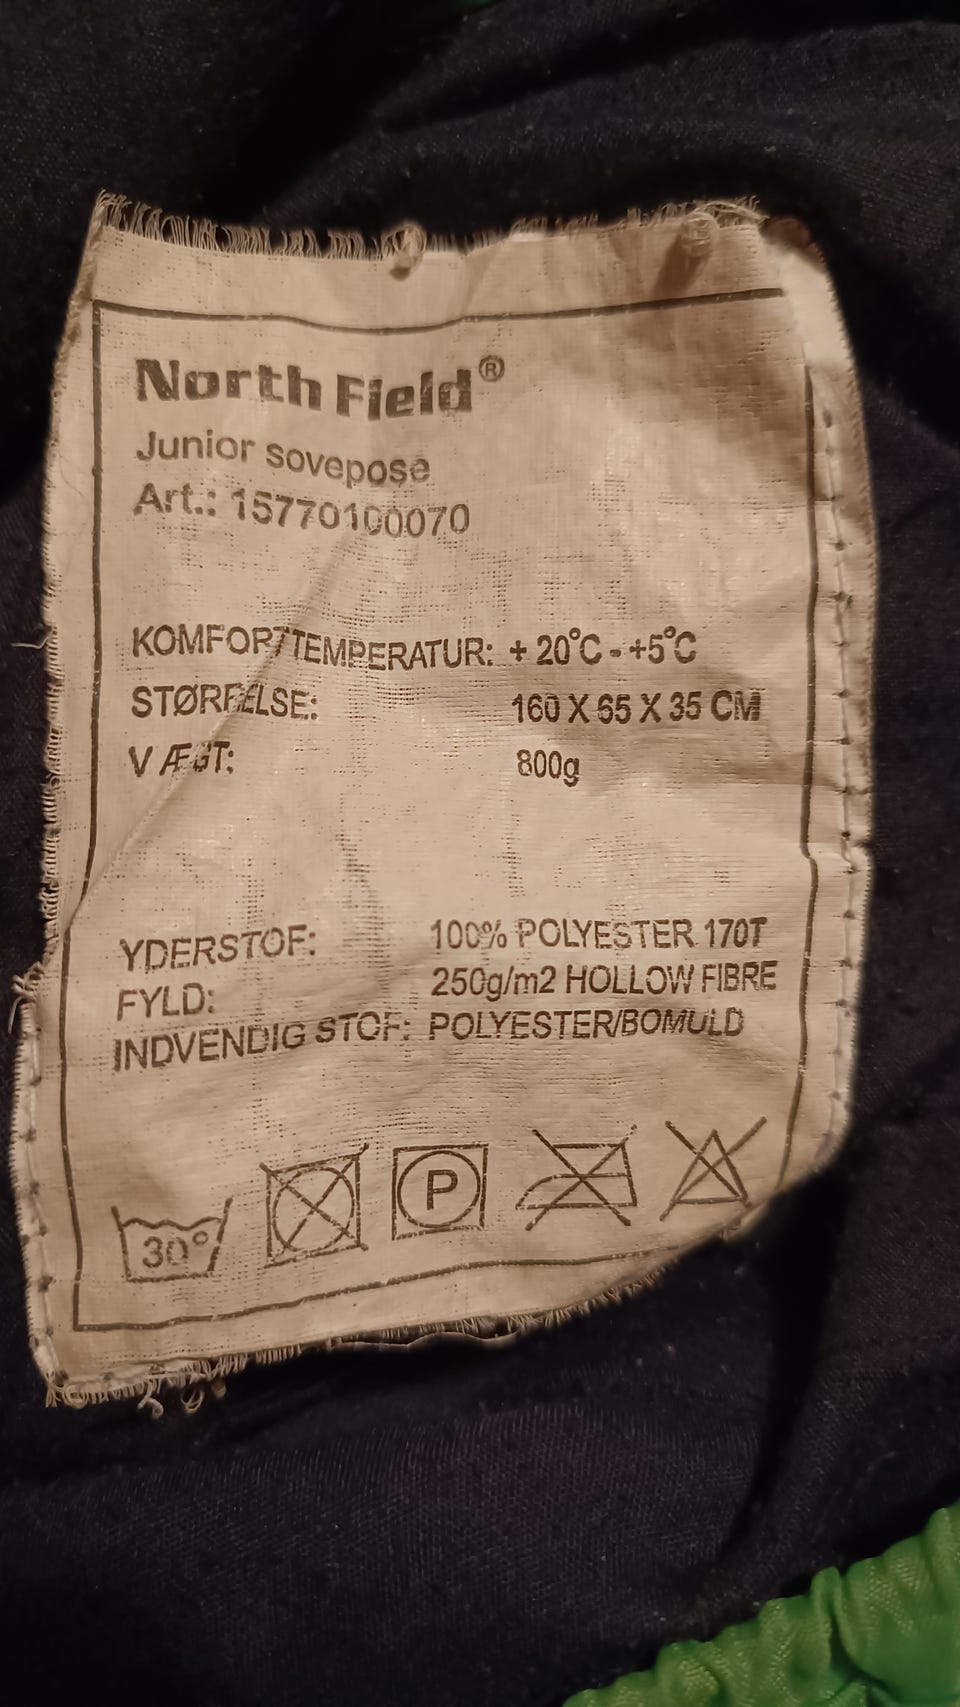 North Field®
Junior sovepose
Art.: 15770100070
KOMFORTTEMPERATUR: + 20°C - +5°C
STØRRELSE: 160 X 65 X 35 CM
VÆGT: 800g
YDERSTOF: 100% POLYESTER 170T
FYLD: 250g/m2 HOLLOW FIBRE
INDVENDIG STOF: POLYESTER/BOMULD
30° P